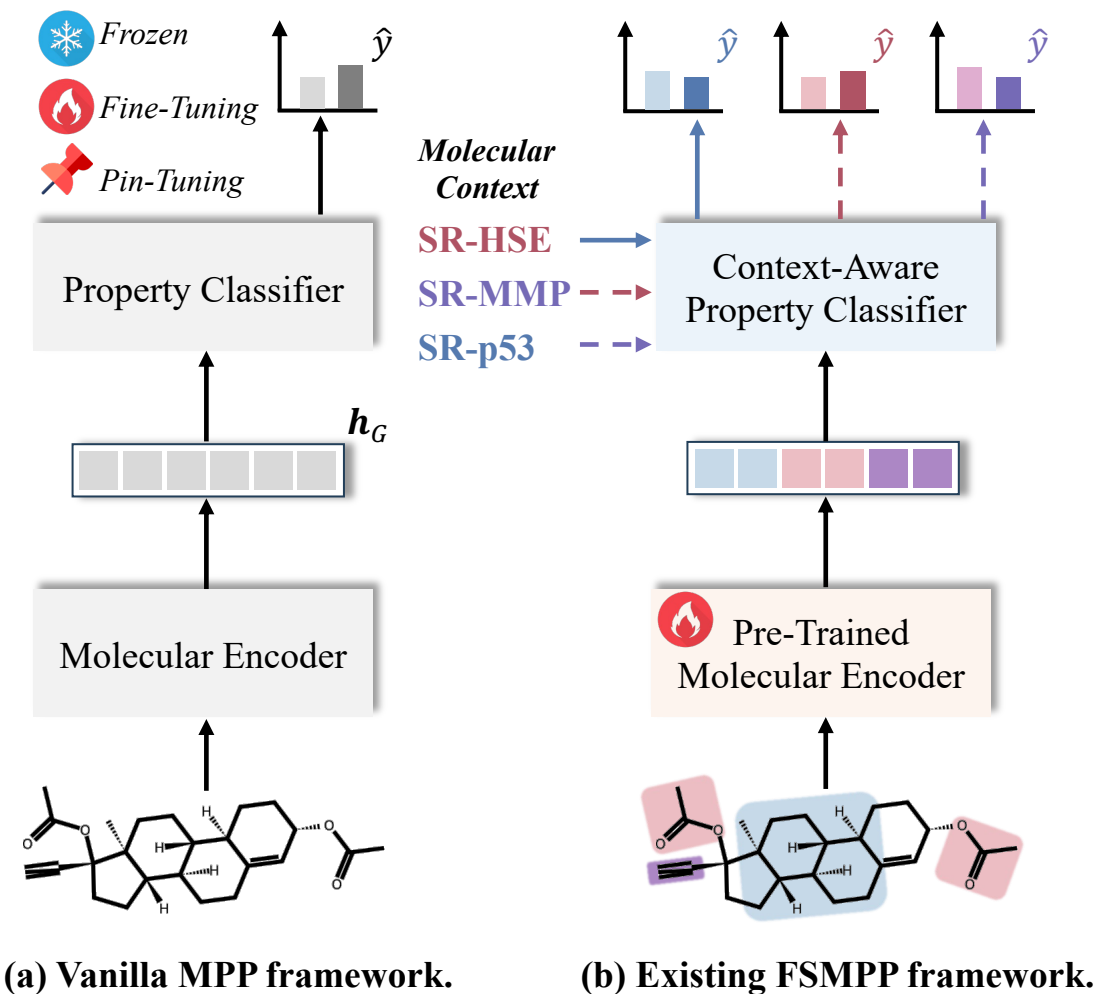 Frozen
Fine-Tuning
Pin-Tuning
ŷ
Property Classifier
h_G
Molecular Encoder
H
H
H
H
O
O
O
O
(a) Vanilla MPP framework.
ŷ
ŷ
ŷ
Molecular
Context
SR-HSE
SR-MMP
SR-p53
Context-Aware
Property Classifier
Pre-Trained
Molecular Encoder
H
H
H
H
O
O
O
O
(b) Existing FSMPP framework.